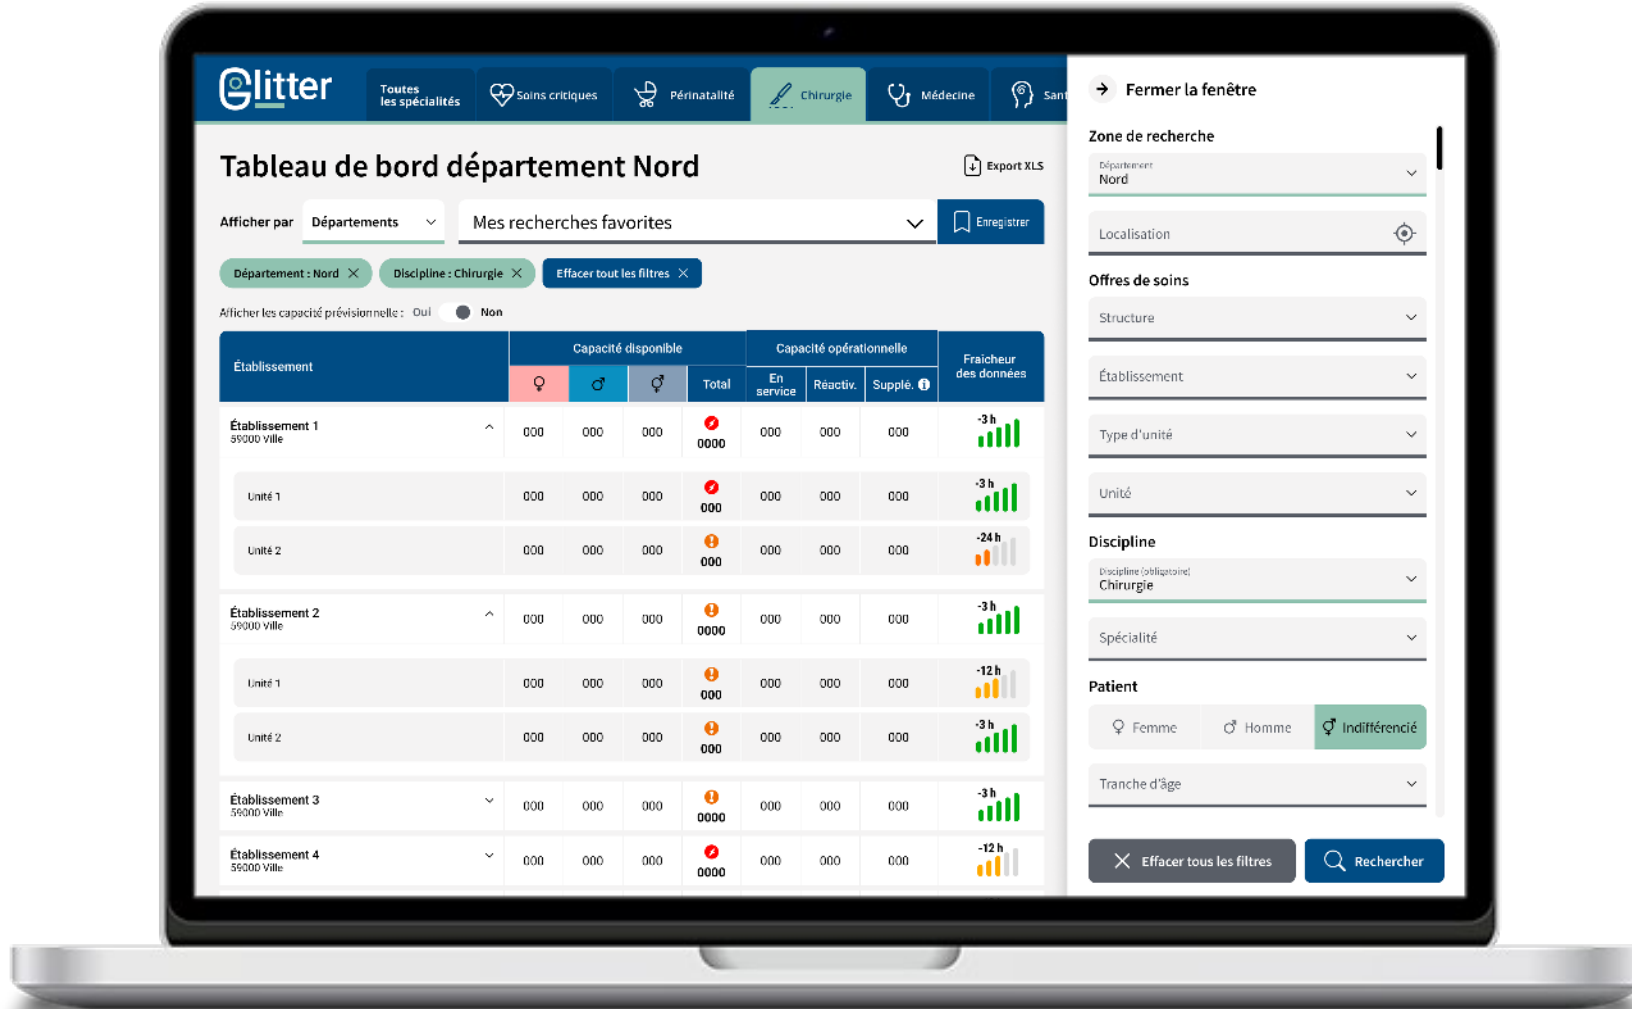 Glitter
Toutes
les spécialités
Soins critiques
Périnatalité
Chirurgie
Médecine
Sant
Tableau de bord département Nord
Export XLS
Afficher par
Départements
Mes recherches favorites
Enregistrer
Département : Nord
Discipline : Chirurgie
Effacer tout les filtres
Afficher les capacité prévisionnelle : Oui Non
Établissement
Capacité disponible
Capacité opérationnelle
Fraicheur
des données
Total
En
service
Réactiv.
Supplé.
Établissement 1
59000 Ville
000 000 000 0000 000 000 000 -3 h
Unité 1
000 000 000 000 000 000 000 -3 h
Unité 2
000 000 000 000 000 000 000 -24 h
Établissement 2
59000 Ville
000 000 000 0000 000 000 000 -3 h
Unité 1
000 000 000 000 000 000 000 -12 h
Unité 2
000 000 000 000 000 000 000 -3 h
Établissement 3
59000 Ville
000 000 000 0000 000 000 000 -3 h
Établissement 4
59000 Ville
000 000 000 0000 000 000 000 -12 h
Fermer la fenêtre
Zone de recherche
Département
Nord
Localisation
Offres de soins
Structure
Établissement
Type d'unité
Unité
Discipline
Discipline (obligatoire)
Chirurgie
Spécialité
Patient
Femme
Homme
Indifférencié
Tranche d'âge
Effacer tous les filtres
Rechercher